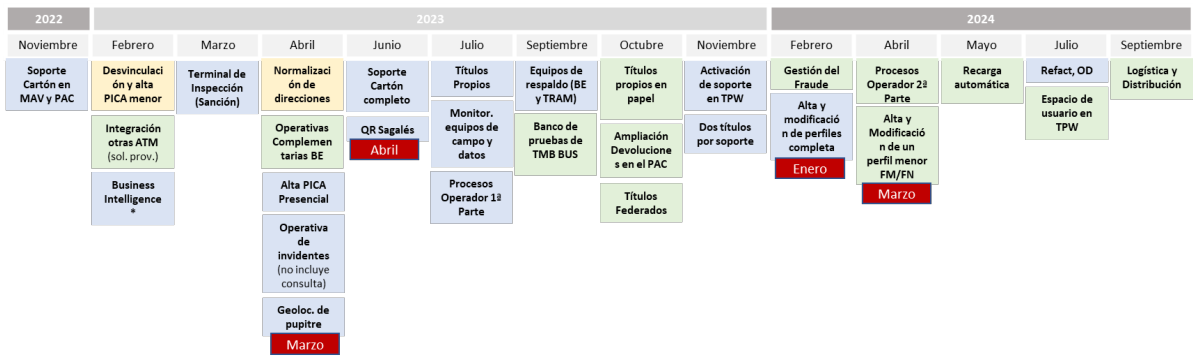 2022
2023
2024
Noviembre
Febrero
Marzo
Abril
Junio
Julio
Septiembre
Octubre
Noviembre
Febrero
Abril
Mayo
Julio
Septiembre
Soporte
Cartón en
MAV y PAC
Desvinculaci
ón y alta
PICA menor
Integración
otras ATM
(sol. prov.)
Business
Intelligence
*
Terminal de
Inspección
(Sanción)
Normalizaci
ón de
direcciones
Operativas
Complemen
tarias BE
Alta PICA
Presencial
Operativa
de
invidentes
(no incluye
consulta)
Geoloc. de
pupitre
Marzo
Soporte
Cartón
completo
QR Sagalés
Abril
Títulos
Propios
Monitor.
equipos de
campo y
datos
Procesos
Operador 1ª
Parte
Equipos de
respaldo (BE
y TRAM)
Banco de
pruebas de
TMB BUS
Títulos
propios en
papel
Ampliación
Devolucione
s en el PAC
Títulos
Federados
Activación
de soporte
en TPW
Dos títulos
por soporte
Gestión del
Fraude
Alta y
modificació
n de perfiles
completa
Enero
Procesos
Operador 2ª
Parte
Alta y
Modificació
n de un
perfil menor
FM/FN
Marzo
Recarga
automática
Refact, OD
Espacio de
usuario en
TPW
Logística y
Distribución